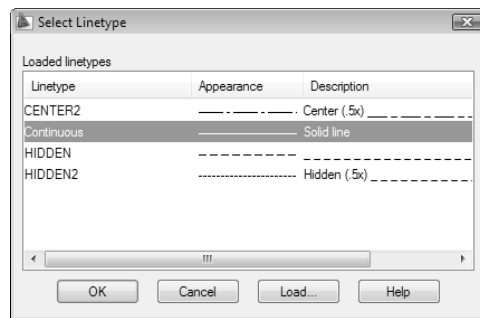 Select Linetype
Loaded linetypes
Linetype Appearance Description
CENTER2 Center (.5x)
Continuous Solid line
HIDDEN
HIDDEN2 Hidden (.5x)
OK Cancel Load... Help